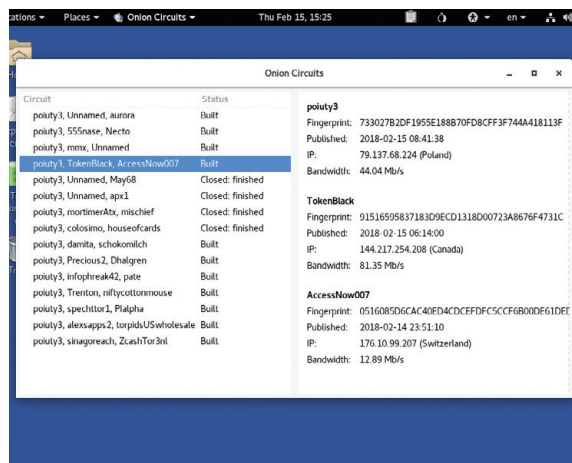 ations Places Onion Circuits Thu Feb 15, 15:25 en
Onion Circuits
Circuit Status
poiuty3, Unnamed, aurora Built
poiuty3, 555nase, Necto Built
poiuty3, mmx, Unnamed Built
poiuty3, TokenBlack, AccessNow007 Built
poiuty3, Unnamed, May68 Closed: finished
poiuty3, Unnamed, apx1 Closed: finished
poiuty3, mortimerAtx, mischief Closed: finished
poiuty3, colosimo, houseofcards Closed: finished
poiuty3, damita, schokomilch Built
poiuty3, Precious2, Dhalgren Built
poiuty3, infophreak42, pate Built
poiuty3, Trenton, niftycottonmouse Built
poiuty3, spechttor1, Plalpha Built
poiuty3, alexsapps2, torpidsUSwholesale Built
poiuty3, sinagoreach, ZcashTor3nl Built
poiuty3
Fingerprint: 733027B2DF1955E188B70FD8CFF3F744A418113F
Published: 2018-02-15 08:41:38
IP: 79.137.68.224 (Poland)
Bandwidth: 44.04 Mb/s
TokenBlack
Fingerprint: 91516595837183D9ECD1318D00723A8676F4731C
Published: 2018-02-15 06:14:00
IP: 144.217.254.208 (Canada)
Bandwidth: 81.35 Mb/s
AccessNow007
Fingerprint: 0516085D6CAC40ED4CDCEFDFC5CCF6B00DE61DED
Published: 2018-02-14 23:51:10
IP: 176.10.99.207 (Switzerland)
Bandwidth: 12.89 Mb/s